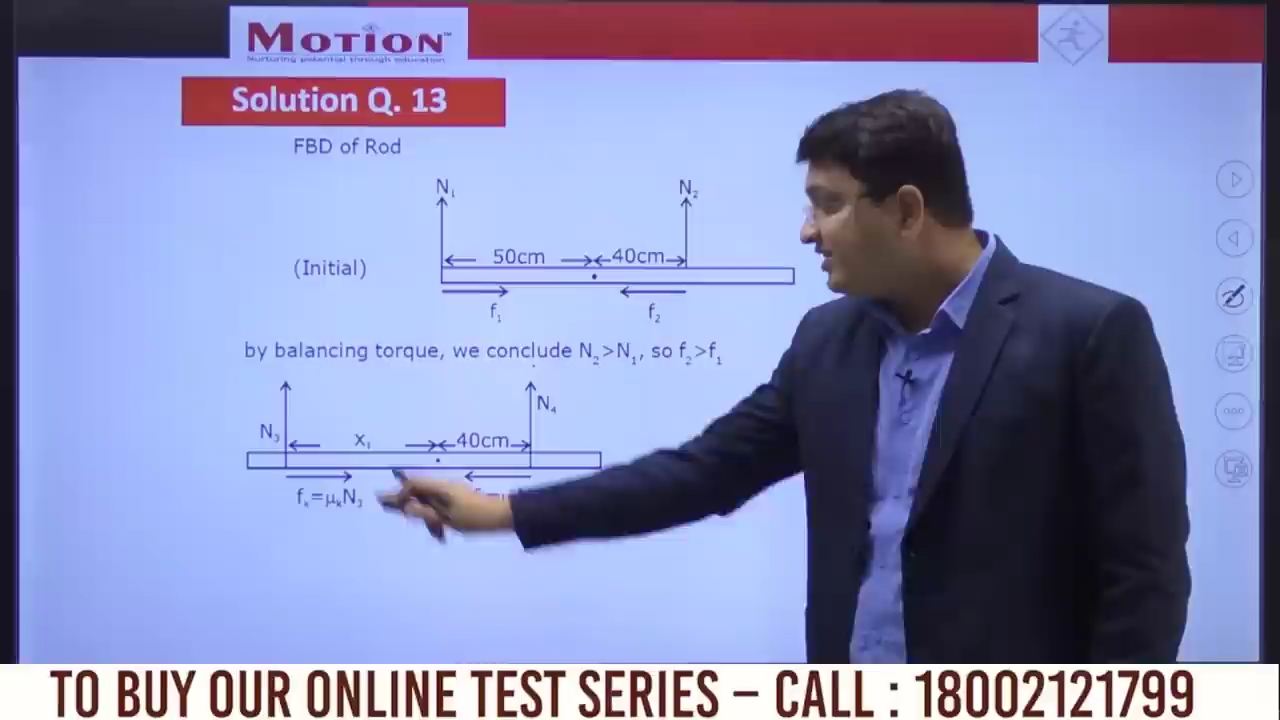 MOTION™
Nurturing potential through education
Solution Q. 13
FBD of Rod
N₁
N₂
50cm
40cm
(Initial)
f₁
f₂
by balancing torque, we conclude N₂>N₁, so f₂>f₁
N₃
x₁
40cm
N₄
fₖ=μₖN₃
TO BUY OUR ONLINE TEST SERIES – CALL : 18002121799